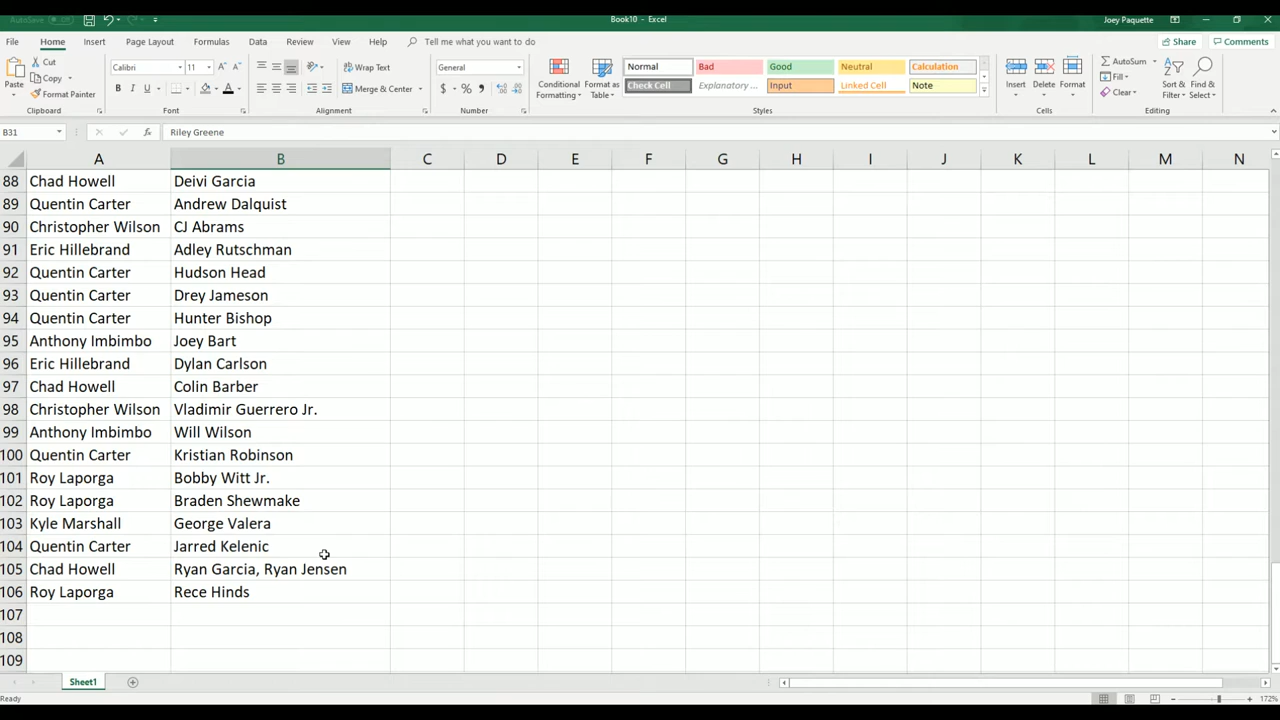 AutoSave Off Book10 - Excel Joey Paquette
File Home Insert Page Layout Formulas Data Review View Help Tell me what you want to do Share Comments
Cut
Copy
Format Painter
Paste
Clipboard
Calibri 11
Font
Wrap Text
Merge & Center
Alignment
General
Number
Conditional Formatting
Format as Table
Normal Bad Good Neutral Calculation
Check Cell Explanatory ... Input Linked Cell Note
Styles
Insert Delete Format
Cells
AutoSum
Fill
Clear
Sort & Filter
Find & Select
Editing
B31 fx Riley Greene
A B C D E F G H I J K L M N
88 Chad Howell Deivi Garcia
89 Quentin Carter Andrew Dalquist
90 Christopher Wilson CJ Abrams
91 Eric Hillebrand Adley Rutschman
92 Quentin Carter Hudson Head
93 Quentin Carter Drey Jameson
94 Quentin Carter Hunter Bishop
95 Anthony Imbimbo Joey Bart
96 Eric Hillebrand Dylan Carlson
97 Chad Howell Colin Barber
98 Christopher Wilson Vladimir Guerrero Jr.
99 Anthony Imbimbo Will Wilson
100 Quentin Carter Kristian Robinson
101 Roy Laporga Bobby Witt Jr.
102 Roy Laporga Braden Shewmake
103 Kyle Marshall George Valera
104 Quentin Carter Jarred Kelenic
105 Chad Howell Ryan Garcia, Ryan Jensen
106 Roy Laporga Rece Hinds
107
108
109
Sheet1
Ready 172%